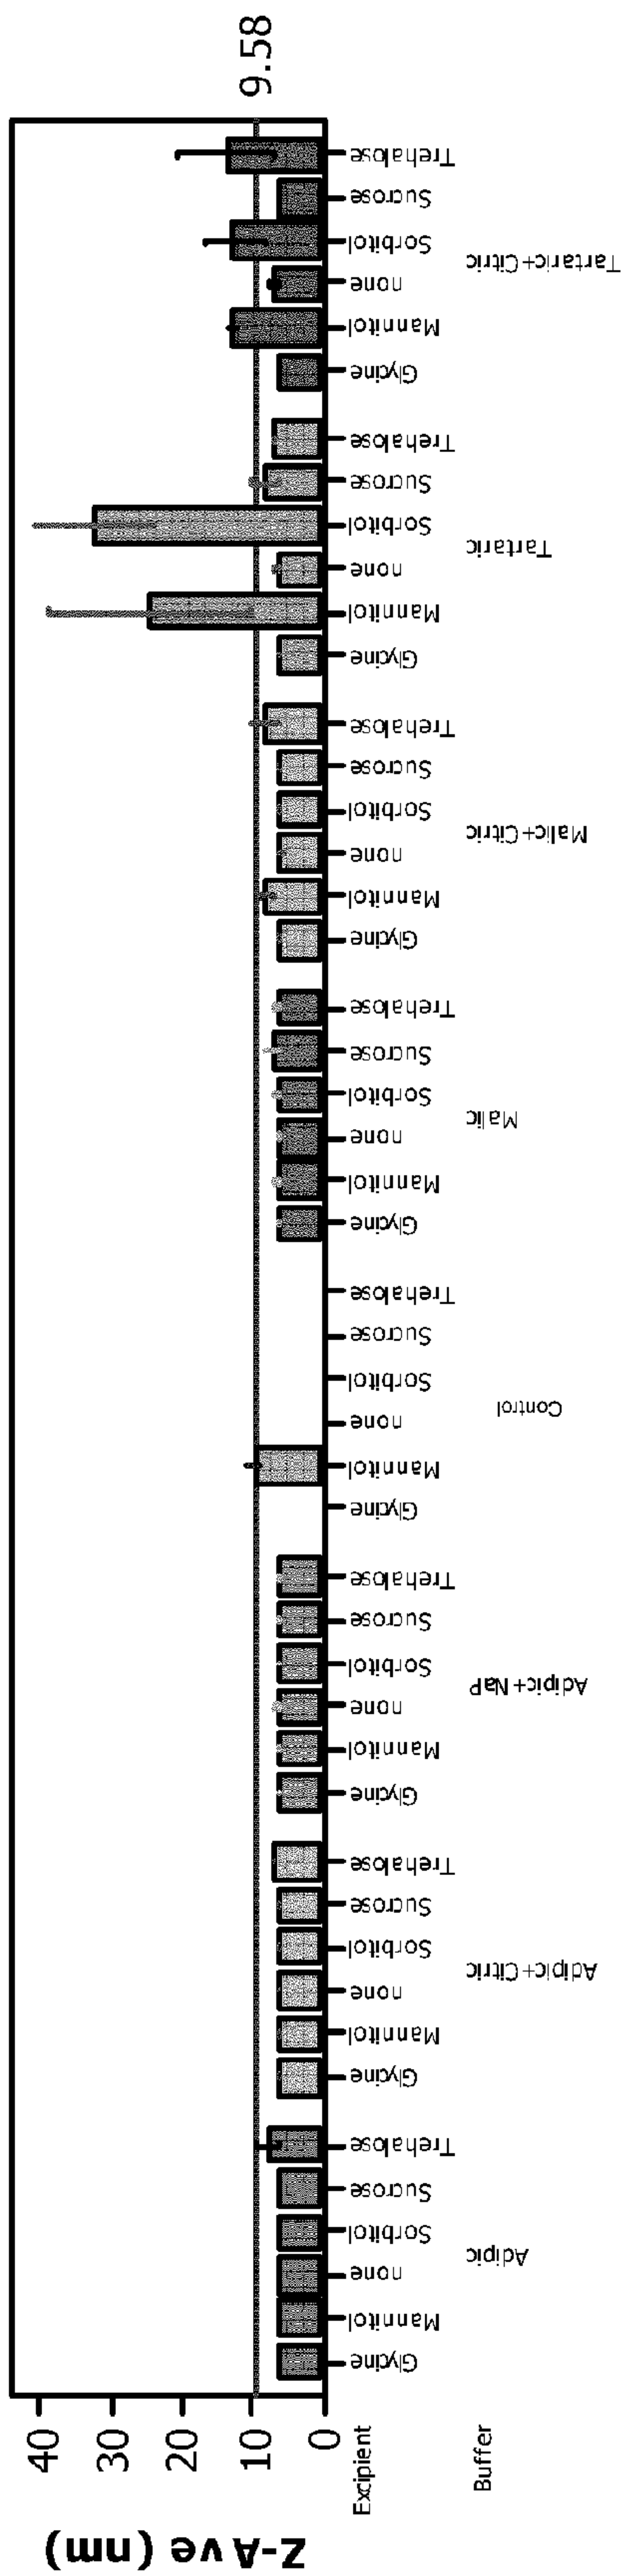 Z-Ave (nm)
40
30
20
10
0
9.58
Excipient
Glycine
Mannitol
none
Sorbitol
Sucrose
Trehalose
Glycine
Mannitol
none
Sorbitol
Sucrose
Trehalose
Glycine
Mannitol
none
Sorbitol
Sucrose
Trehalose
Glycine
Mannitol
none
Sorbitol
Sucrose
Trehalose
Glycine
Mannitol
none
Sorbitol
Sucrose
Trehalose
Glycine
Mannitol
none
Sorbitol
Sucrose
Trehalose
Glycine
Mannitol
none
Sorbitol
Sucrose
Trehalose
Glycine
Mannitol
none
Sorbitol
Sucrose
Trehalose
Buffer
Adipic
Adipic+Citric
Adipic+NaP
Control
Malic
Malic+Citric
Tartaric
Tartaric+Citric